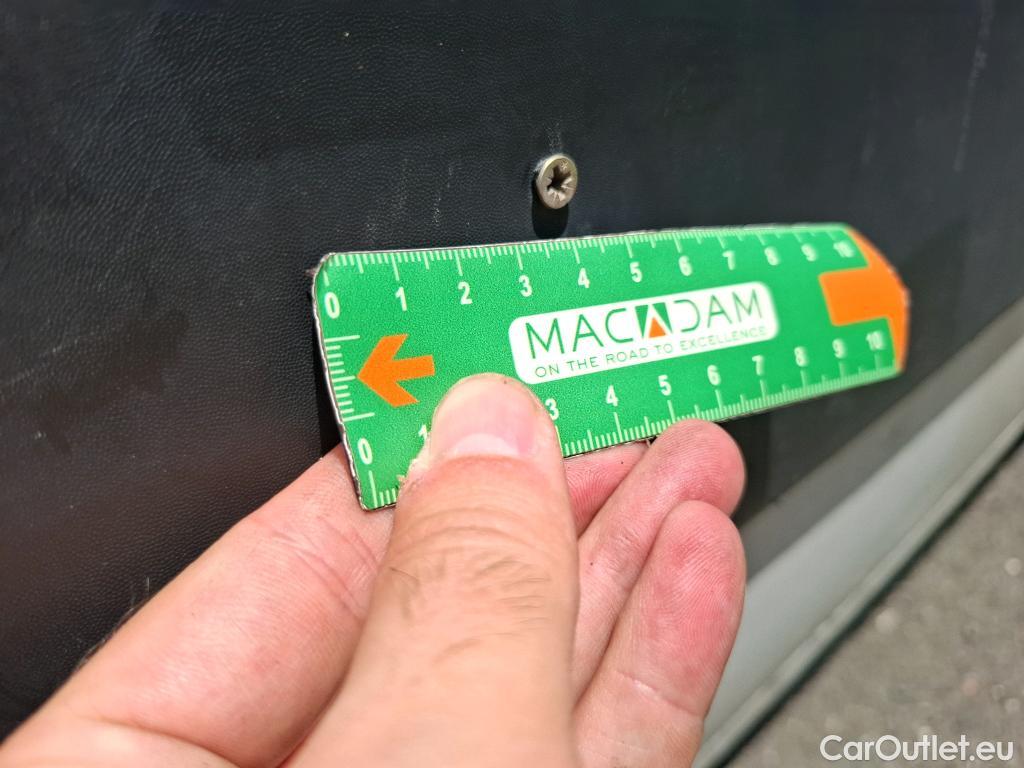 0 1 2 3 4 5 6 7 8 9 10
MACADAM
ON THE ROAD TO EXCELLENCE
0 1 3 4 5 6 7 8 9 10
CarOutlet.eu